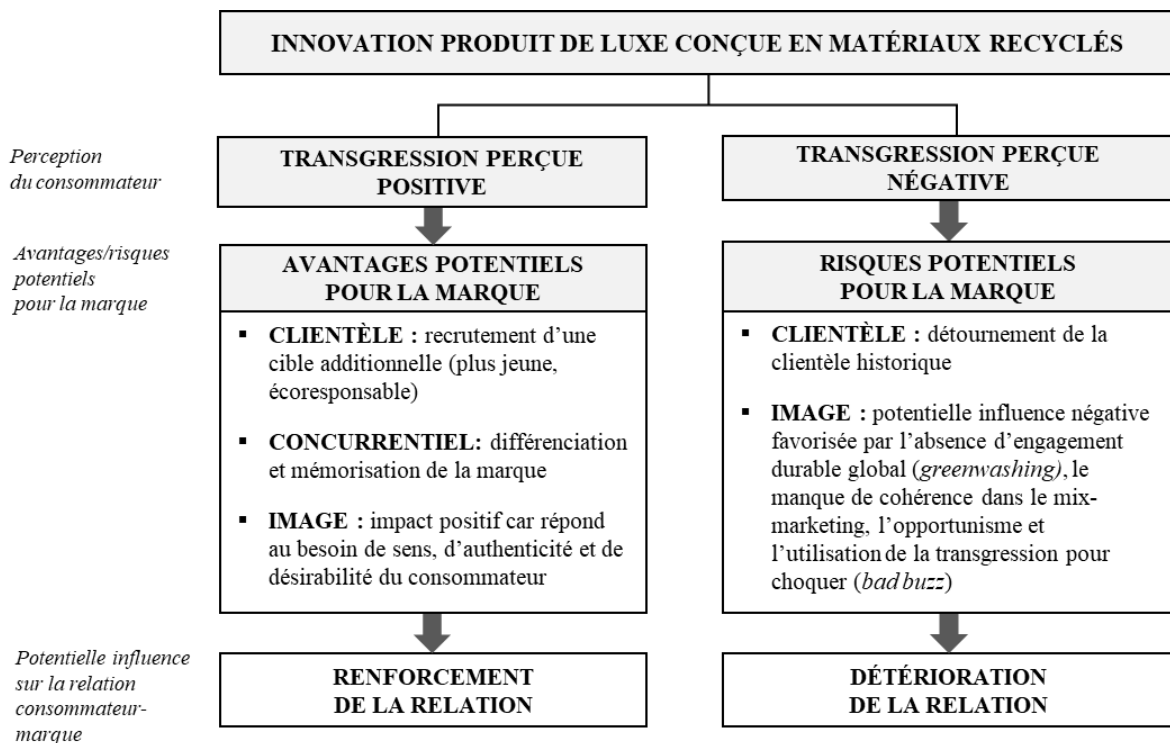 INNOVATION PRODUIT DE LUXE CONÇUE EN MATÉRIAUX RECYCLÉS
Perception
du consommateur
TRANSGRESSION PERÇUE
POSITIVE
TRANSGRESSION PERÇUE
NÉGATIVE
Avantages/risques
potentiels
pour la marque
AVANTAGES POTENTIELS
POUR LA MARQUE
▪ CLIENTÈLE : recrutement d’une
cible additionnelle (plus jeune,
écoresponsable)
▪ CONCURRENTIEL: différenciation
et mémorisation de la marque
▪ IMAGE : impact positif car répond
au besoin de sens, d’authenticité et de
désirabilité du consommateur
RISQUES POTENTIELS
POUR LA MARQUE
▪ CLIENTÈLE : détournement de la
clientèle historique
▪ IMAGE : potentielle influence négative
favorisée par l’absence d’engagement
durable global (greenwashing), le
manque de cohérence dans le mix-
marketing, l’opportunisme et
l’utilisation de la transgression pour
choquer (bad buzz)
Potentielle influence
sur la relation
consommateur-
marque
RENFORCEMENT
DE LA RELATION
DÉTÉRIORATION
DE LA RELATION